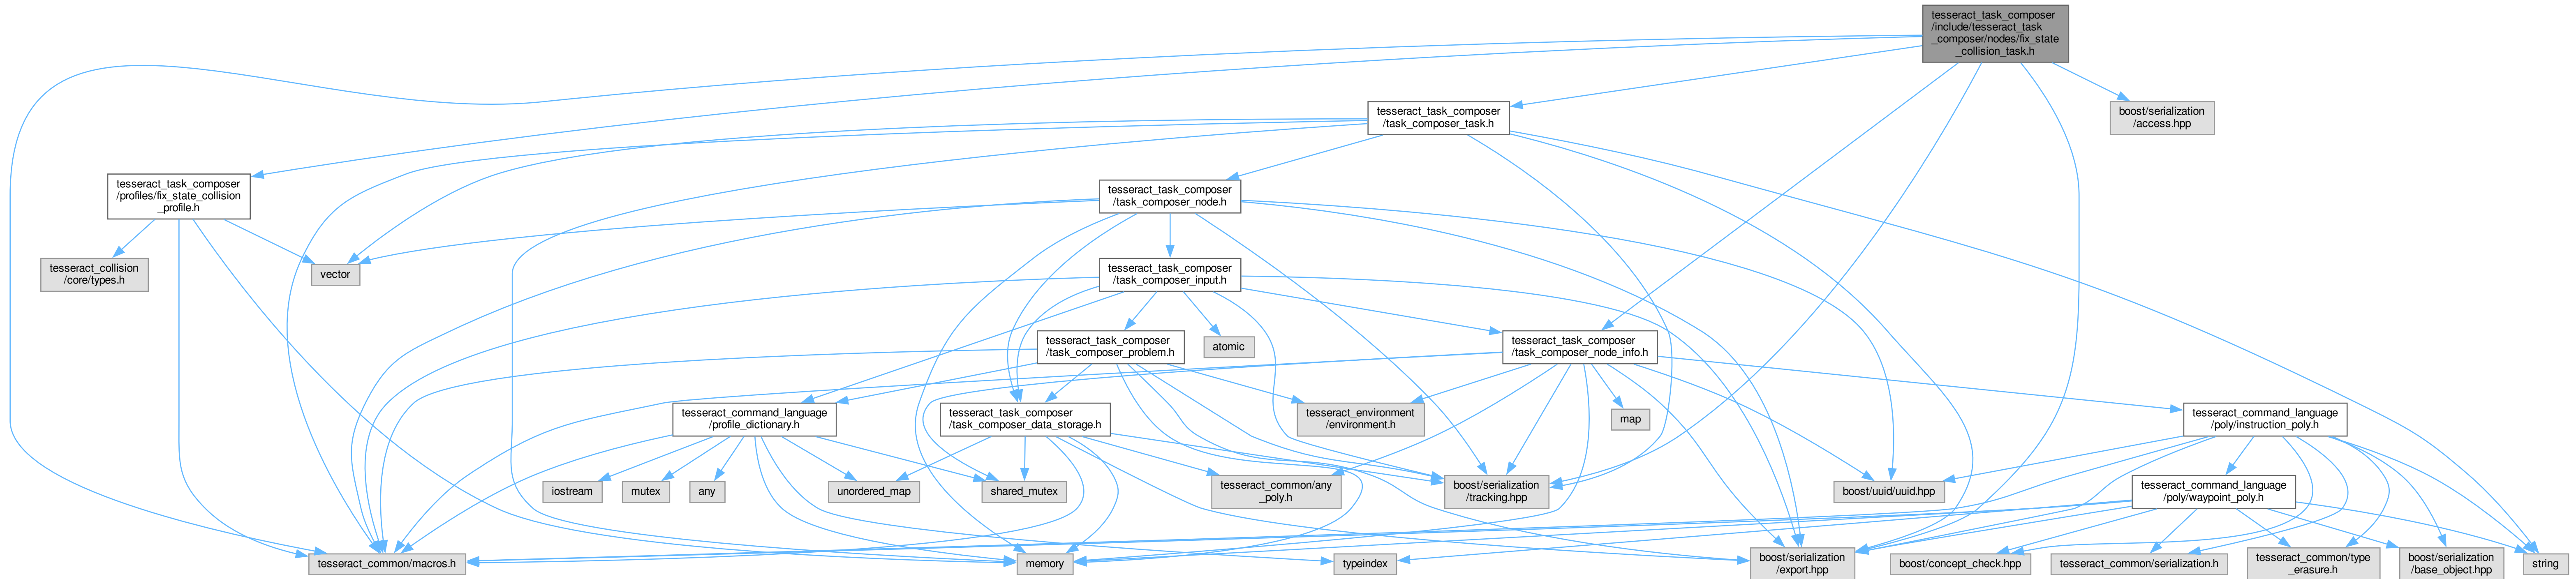 tesseract_task_composer
/include/tesseract_task
_composer/nodes/fix_state
_collision_task.h
tesseract_task_composer
/task_composer_task.h
boost/serialization
/access.hpp
tesseract_task_composer
/profiles/fix_state_collision
_profile.h
tesseract_task_composer
/task_composer_node.h
tesseract_collision
/core/types.h
vector
tesseract_task_composer
/task_composer_input.h
tesseract_task_composer
/task_composer_problem.h
atomic
tesseract_task_composer
/task_composer_node_info.h
tesseract_command_language
/profile_dictionary.h
tesseract_task_composer
/task_composer_data_storage.h
tesseract_environment
/environment.h
map
tesseract_command_language
/poly/instruction_poly.h
iostream
mutex
any
unordered_map
shared_mutex
tesseract_common/any
_poly.h
boost/serialization
/tracking.hpp
boost/uuid/uuid.hpp
tesseract_command_language
/poly/waypoint_poly.h
tesseract_common/macros.h
memory
typeindex
boost/serialization
/export.hpp
boost/concept_check.hpp
tesseract_common/serialization.h
tesseract_common/type
_erasure.h
boost/serialization
/base_object.hpp
string